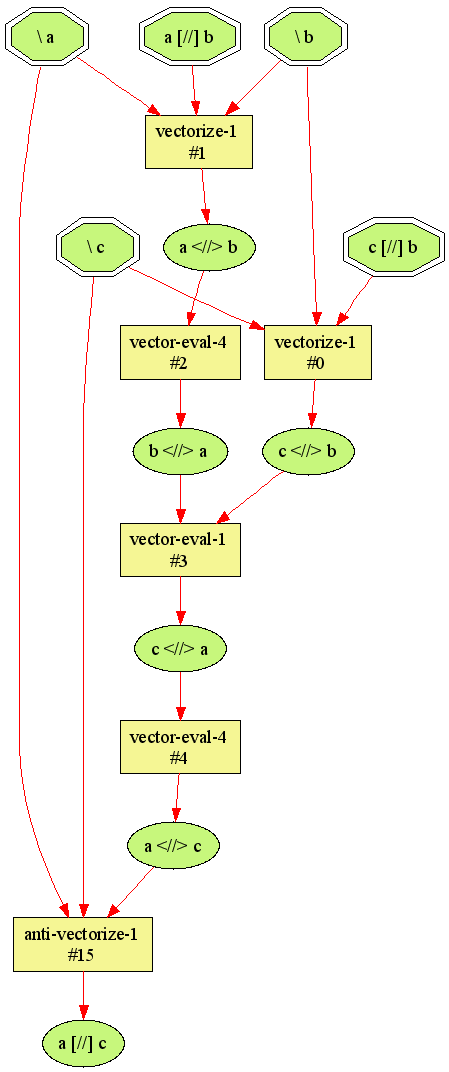 \ a
a [//] b
\ b
vectorize-1
#1
a <//> b
\ c
c [//] b
vector-eval-4
#2
vectorize-1
#0
b <//> a
c <//> b
vector-eval-1
#3
c <//> a
vector-eval-4
#4
a <//> c
anti-vectorize-1
#15
a [//] c